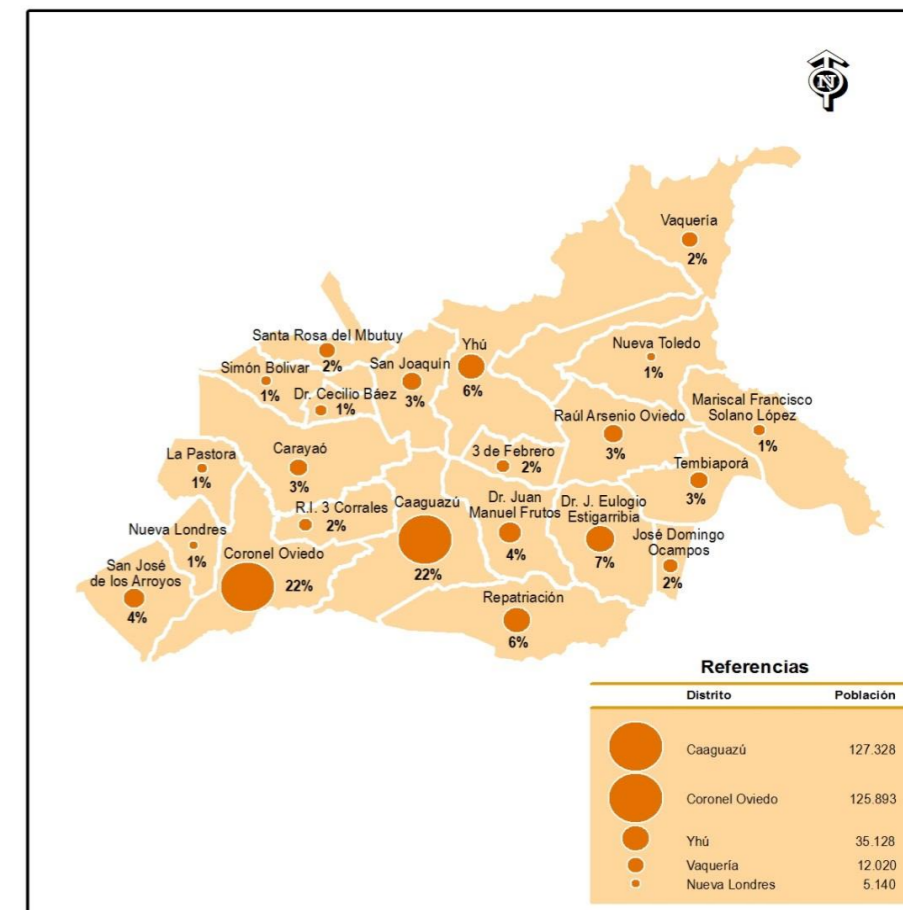 N
Vaquería
2%
Santa Rosa del Mbutuy
2%
Simón Bolivar
1%
Dr. Cecilio Báez
1%
San Joaquín
3%
Yhú
6%
Nueva Toledo
1%
Mariscal Francisco
Solano López
1%
Raúl Arsenio Oviedo
3%
La Pastora
1%
Carayaó
3%
3 de Febrero
2%
Tembiaporá
3%
R.I. 3 Corrales
2%
Caaguazú
22%
Dr. Juan
Manuel Frutos
4%
Dr. J. Eulogio
Estigarribia
7%
Nueva Londres
1%
José Domingo
Ocampos
2%
San José
de los Arroyos
4%
Coronel Oviedo
22%
Repatriación
6%
Referencias
Distrito Población
Caaguazú 127.328
Coronel Oviedo 125.893
Yhú 35.128
Vaquería 12.020
Nueva Londres 5.140